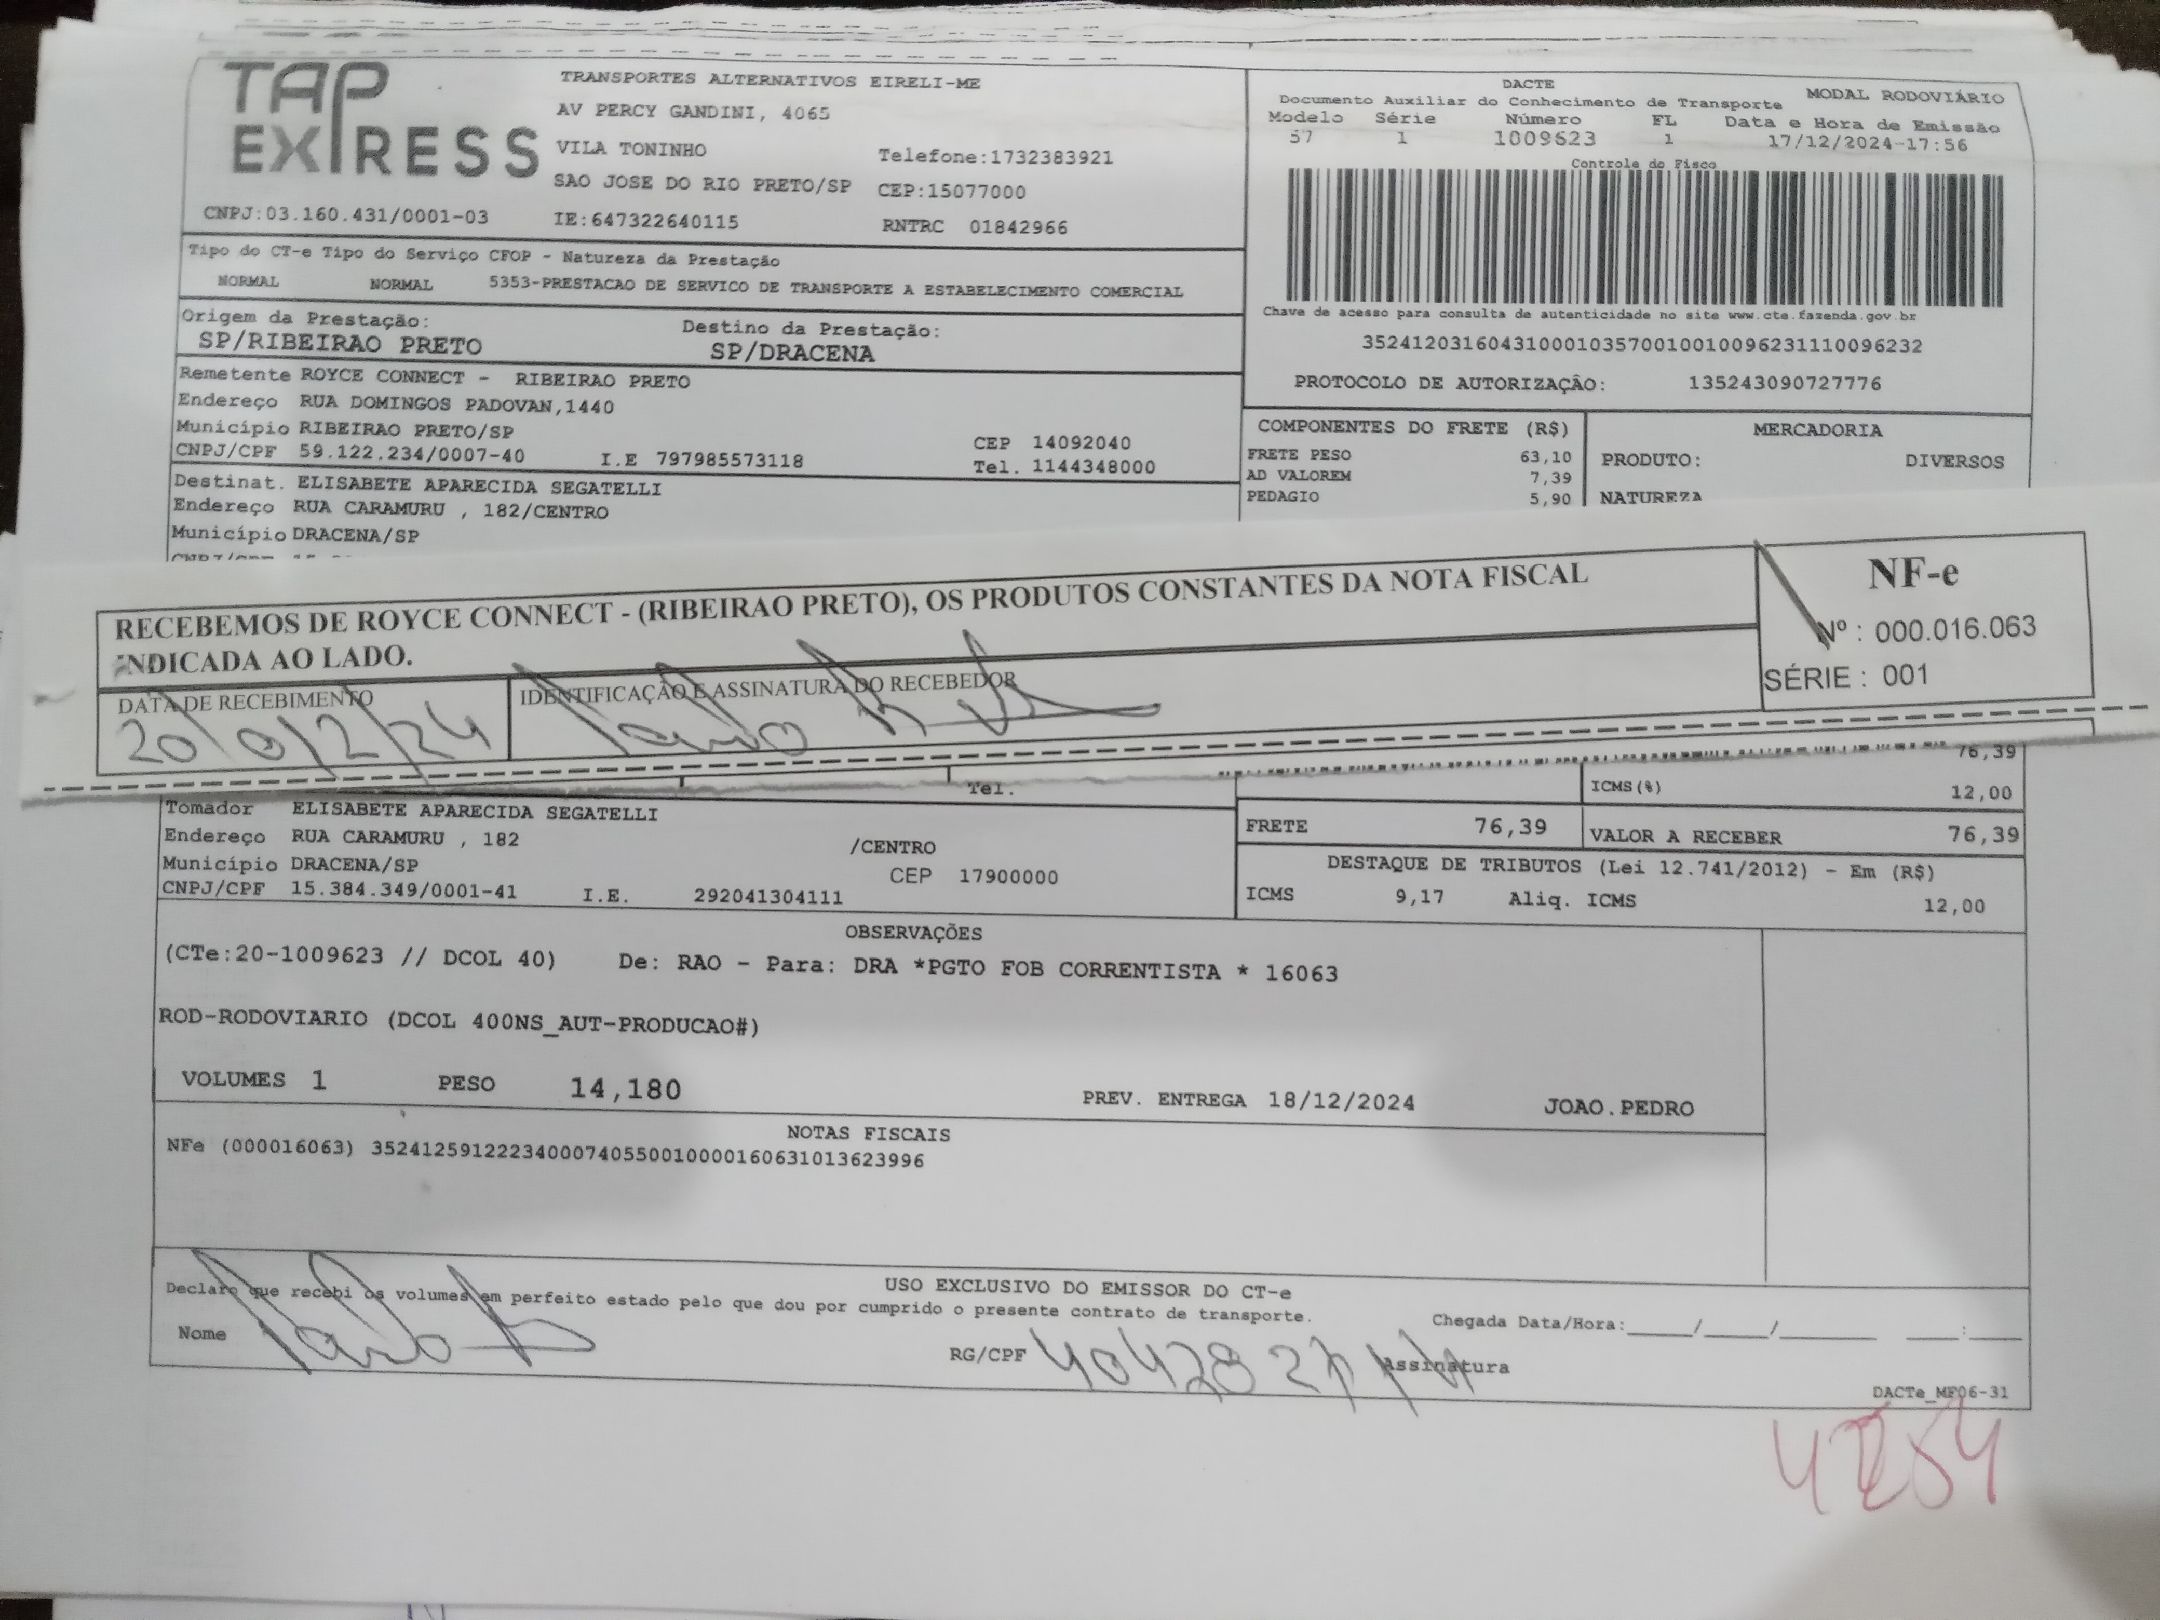 TAP EXPRESS
TRANSPORTES ALTERNATIVOS EIRELI-ME
AV PERCY GANDINI, 4065
VILA TONINHO Telefone:1732383921
SAO JOSE DO RIO PRETO/SP CEP:15077000
CNPJ:03.160.431/0001-03 IE:647322640115 RNTRC 01842966
DACTE
Documento Auxiliar do Conhecimento de Transporte MODAL RODOVIÁRIO
Modelo Série Número FL Data e Hora de Emissão
57 1 1009623 1 17/12/2024-17:56
Controle do Fisco
Chave de acesso para consulta de autenticidade no site www.cte.fazenda.gov.br
35241203160431000103570010010096231110096232
PROTOCOLO DE AUTORIZAÇÃO: 135243090727776
Tipo do CT-e Tipo do Serviço CFOP - Natureza da Prestação
NORMAL NORMAL 5353-PRESTACAO DE SERVICO DE TRANSPORTE A ESTABELECIMENTO COMERCIAL
Origem da Prestação: Destino da Prestação:
SP/RIBEIRAO PRETO SP/DRACENA
Remetente ROYCE CONNECT - RIBEIRAO PRETO
Endereço RUA DOMINGOS PADOVAN,1440
Município RIBEIRAO PRETO/SP CEP 14092040
CNPJ/CPF 59.122.234/0007-40 I.E 797985573118 Tel. 1144348000
Destinat. ELISABETE APARECIDA SEGATELLI
Endereço RUA CARAMURU , 182/CENTRO
Município DRACENA/SP
COMPONENTES DO FRETE (R$) MERCADORIA
FRETE PESO 63,10 PRODUTO: DIVERSOS
AD VALOREM 7,39
PEDAGIO 5,90 NATUREZA
RECEBEMOS DE ROYCE CONNECT - (RIBEIRAO PRETO), OS PRODUTOS CONSTANTES DA NOTA FISCAL
INDICADA AO LADO.
DATA DE RECEBIMENTO IDENTIFICAÇÃO E ASSINATURA DO RECEBEDOR
20/12/24
NF-e
Nº : 000.016.063
SÉRIE : 001
76,39
Tel.
ICMS(%) 12,00
Tomador ELISABETE APARECIDA SEGATELLI
Endereço RUA CARAMURU , 182 /CENTRO
Município DRACENA/SP CEP 17900000
CNPJ/CPF 15.384.349/0001-41 I.E. 292041304111
FRETE 76,39 VALOR A RECEBER 76,39
DESTAQUE DE TRIBUTOS (Lei 12.741/2012) - Em (R$)
ICMS 9,17 Aliq. ICMS 12,00
OBSERVAÇÕES
(CTe:20-1009623 // DCOL 40) De: RAO - Para: DRA *PGTO FOB CORRENTISTA * 16063
ROD-RODOVIARIO (DCOL 400NS_AUT-PRODUCAO#)
VOLUMES 1 PESO 14,180 PREV. ENTREGA 18/12/2024 JOAO.PEDRO
NOTAS FISCAIS
NFe (000016063) 35241259122234000740550010000160631013623996
USO EXCLUSIVO DO EMISSOR DO CT-e
Declaro que recebi os volumes em perfeito estado pelo que dou por cumprido o presente contrato de transporte.
Nome RG/CPF Assinatura Chegada Data/Hora:_____/_____/_______ ____:____
DACTe_MF06-31